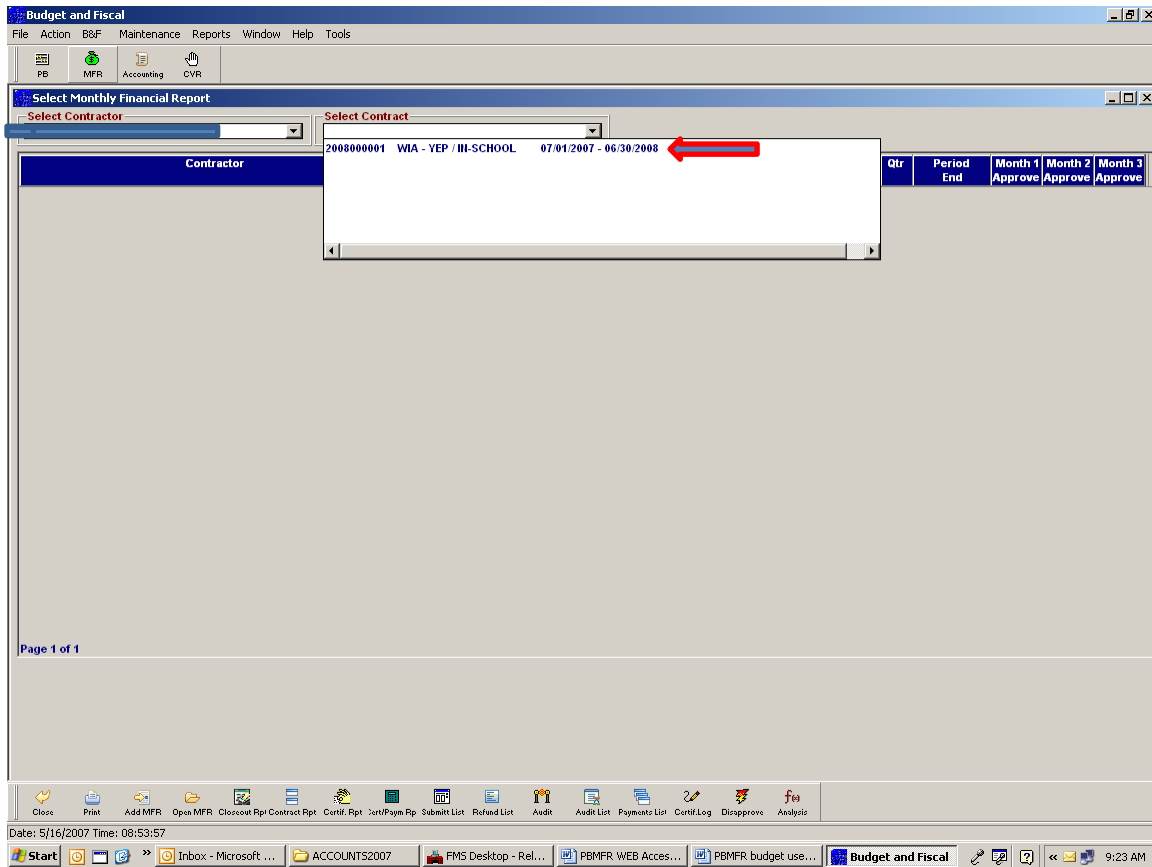 Budget and Fiscal
File Action B&F Maintenance Reports Window Help Tools
PB MFR Accounting CVR
Select Monthly Financial Report
Select Contractor Select Contract
2008000001 WIA - YEP / IN-SCHOOL 07/01/2007 - 06/30/2008
Contractor Qtr Period End Month 1 Approve Month 2 Approve Month 3 Approve
Page 1 of 1
Close Print Add MFR Open MFR Closeout Rpt Contract Rpt Certif. Rpt Cert/Paym Rp Submitt List Refund List Audit Audit List Payments List Certif.Log Disapprove Analysis
Date: 5/16/2007 Time: 08:53:57
Start Inbox - Microsoft ... ACCOUNTS2007 FMS Desktop - Rel... PBMFR WEB Acces... PBMFR budget use... Budget and Fiscal 9:23 AM